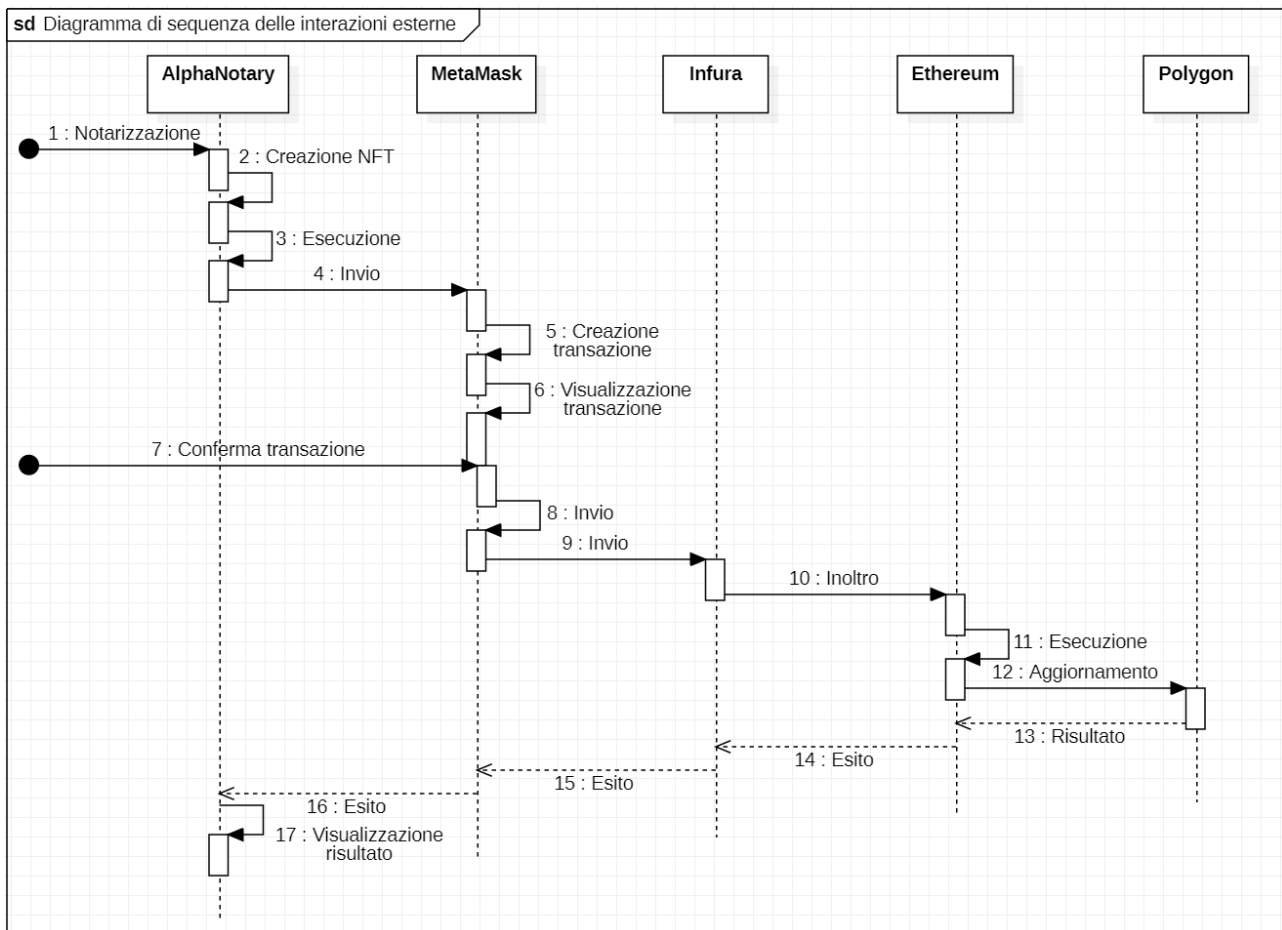 sd Diagramma di sequenza delle interazioni esterne
AlphaNotary
MetaMask
Infura
Ethereum
Polygon
1 : Notarizzazione
2 : Creazione NFT
3 : Esecuzione
4 : Invio
5 : Creazione
transazione
6 : Visualizzazione
transazione
7 : Conferma transazione
8 : Invio
9 : Invio
10 : Inoltro
11 : Esecuzione
12 : Aggiornamento
13 : Risultato
14 : Esito
15 : Esito
16 : Esito
17 : Visualizzazione
risultato